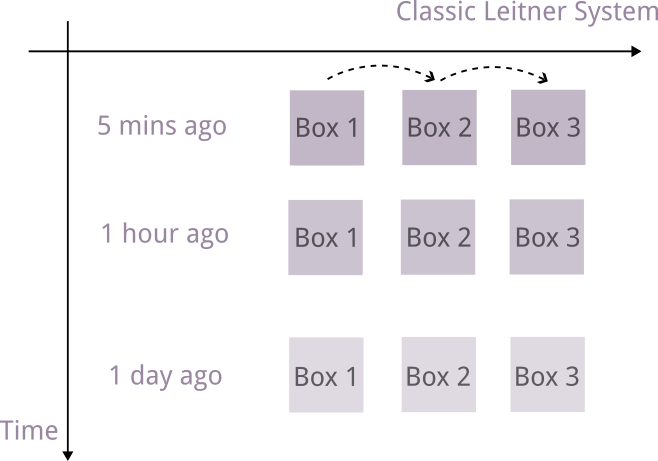 Classic Leitner System
5 mins ago
Box 1
Box 2
Box 3
1 hour ago
Box 1
Box 2
Box 3
1 day ago
Box 1
Box 2
Box 3
Time